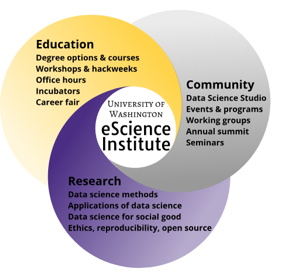 Education
Degree options & courses
Workshops & hackweeks
Office hours
Incubators
Career fair
Community
Data Science Studio
Events & programs
Working groups
Annual summit
Seminars
UNIVERSITY OF
WASHINGTON
eScience
Institute
Research
Data science methods
Applications of data science
Data science for social good
Ethics, reproducibility, open source